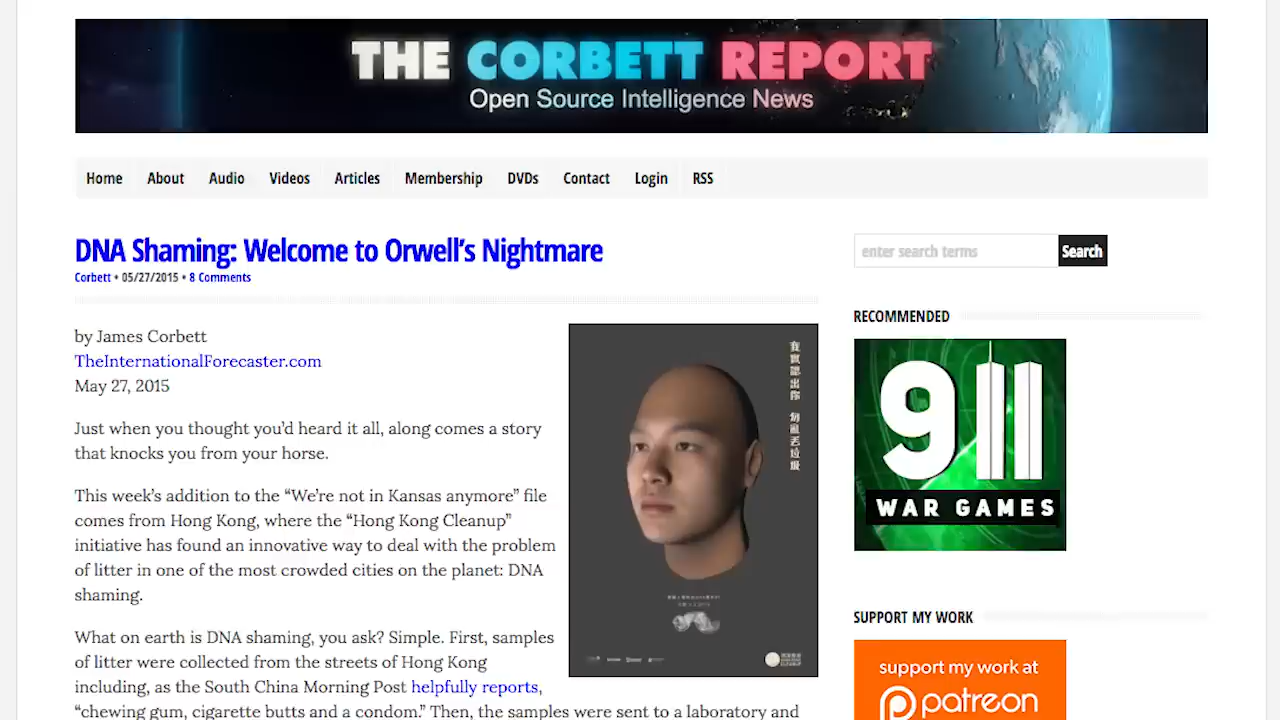 THE CORBETT REPORT
Open Source Intelligence News
Home About Audio Videos Articles Membership DVDs Contact Login RSS
DNA Shaming: Welcome to Orwell's Nightmare
Corbett • 05/27/2015 • 8 Comments
by James Corbett
TheInternationalForecaster.com
May 27, 2015
Just when you thought you'd heard it all, along comes a story
that knocks you from your horse.
This week's addition to the “We're not in Kansas anymore” file
comes from Hong Kong, where the “Hong Kong Cleanup”
initiative has found an innovative way to deal with the problem
of litter in one of the most crowded cities on the planet: DNA
shaming.
What on earth is DNA shaming, you ask? Simple. First, samples
of litter were collected from the streets of Hong Kong
including, as the South China Morning Post helpfully reports,
“chewing gum, cigarette butts and a condom.” Then, the samples were sent to a laboratory and
我實認出你 勿亂丟垃圾
enter search terms
Search
RECOMMENDED
911
WAR GAMES
SUPPORT MY WORK
support my work at
patreon